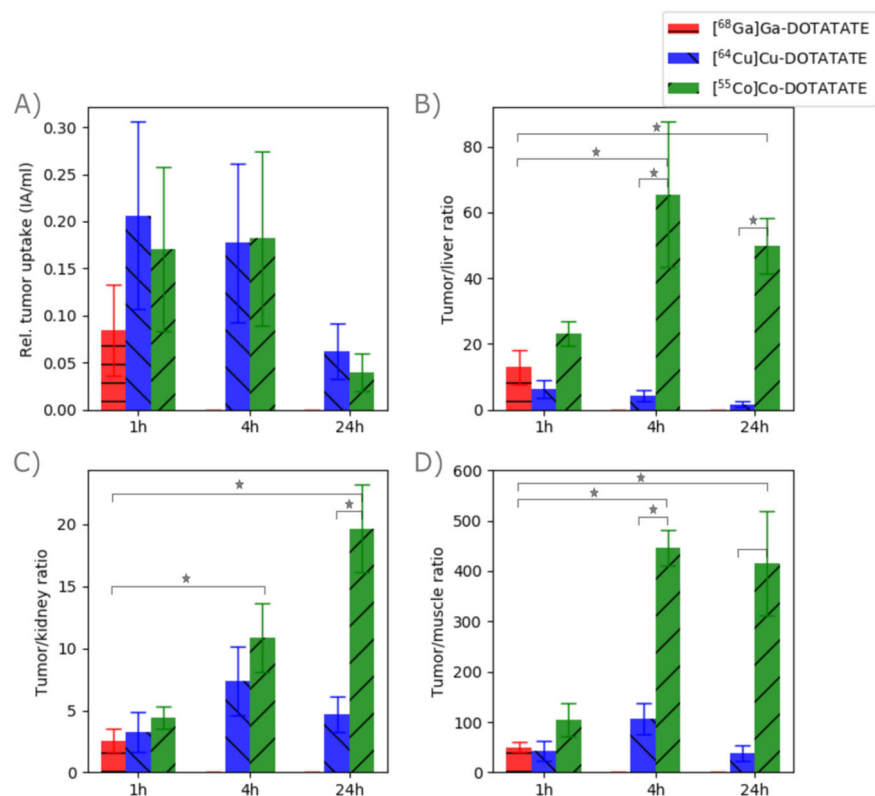 [⁶⁸Ga]Ga-DOTATATE
[⁶⁴Cu]Cu-DOTATATE
[⁵⁵Co]Co-DOTATATE
A)
Rel. tumor uptake (IA/ml)
0.30
0.25
0.20
0.15
0.10
0.05
0.00
1h 4h 24h
B)
Tumor/liver ratio
80
60
40
20
0
1h 4h 24h
C)
Tumor/kidney ratio
20
15
10
5
0
1h 4h 24h
D)
Tumor/muscle ratio
600
500
400
300
200
100
0
1h 4h 24h